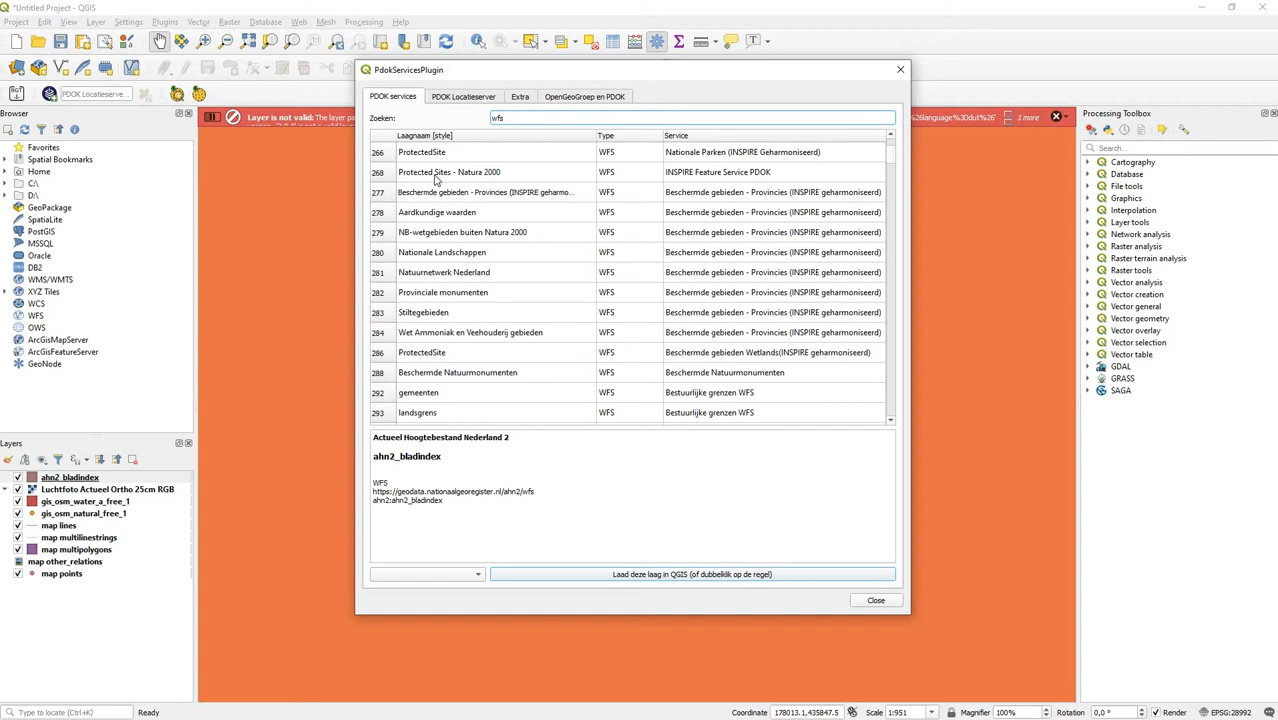 *Untitled Project - QGIS
Project Edit View Layer Settings Plugins Vector Raster Database Web Mesh Processing Help
PDOK Locatieserve...
Browser
Favorites
Spatial Bookmarks
Home
C:\
D:\
GeoPackage
SpatiaLite
PostGIS
MSSQL
Oracle
DB2
WMS/WMTS
XYZ Tiles
WCS
WFS
OWS
ArcGisMapServer
ArcGisFeatureServer
GeoNode
Layers
ahn2_bladindex
Luchtfoto Actueel Ortho 25cm RGB
gis_osm_water_a_free_1
gis_osm_natural_free_1
map lines
map multilinestrings
map multipolygons
map other_relations
map points
Layer is not valid: The layer pa
%26language%3Ddut%26'
1 more
PdokServicesPlugin
PDOK services PDOK Locatieserver Extra OpenGeoGroep en PDOK
Zoeken: wfs
Laagnaam [style] Type Service
266 ProtectedSite WFS Nationale Parken (INSPIRE Geharmoniseerd)
268 Protected Sites - Natura 2000 WFS INSPIRE Feature Service PDOK
277 Beschermde gebieden - Provincies (INSPIRE geharmo... WFS Beschermde gebieden - Provincies (INSPIRE geharmoniseerd)
278 Aardkundige waarden WFS Beschermde gebieden - Provincies (INSPIRE geharmoniseerd)
279 NB-wetgebieden buiten Natura 2000 WFS Beschermde gebieden - Provincies (INSPIRE geharmoniseerd)
280 Nationale Landschappen WFS Beschermde gebieden - Provincies (INSPIRE geharmoniseerd)
281 Natuurnetwerk Nederland WFS Beschermde gebieden - Provincies (INSPIRE geharmoniseerd)
282 Provinciale monumenten WFS Beschermde gebieden - Provincies (INSPIRE geharmoniseerd)
283 Stiltegebieden WFS Beschermde gebieden - Provincies (INSPIRE geharmoniseerd)
284 Wet Ammoniak en Veehouderij gebieden WFS Beschermde gebieden - Provincies (INSPIRE geharmoniseerd)
286 ProtectedSite WFS Beschermde gebieden Wetlands(INSPIRE geharmoniseerd)
288 Beschermde Natuurmonumenten WFS Beschermde Natuurmonumenten
292 gemeenten WFS Bestuurlijke grenzen WFS
293 landsgrens WFS Bestuurlijke grenzen WFS
Actueel Hoogtebestand Nederland 2
ahn2_bladindex
WFS
https://geodata.nationaalgeoregister.nl/ahn2/wfs
ahn2:ahn2_bladindex
Laad deze laag in QGIS (of dubbelklik op de regel)
Close
Processing Toolbox
Search...
Cartography
Database
File tools
Graphics
Interpolation
Layer tools
Network analysis
Raster analysis
Raster terrain analysis
Raster tools
Vector analysis
Vector creation
Vector general
Vector geometry
Vector overlay
Vector selection
Vector table
GDAL
GRASS
SAGA
Type to locate (Ctrl+K) Ready Coordinate 178013.1,435847.5 Scale 1:951 Magnifier 100% Rotation 0,0 ° Render EPSG:28992